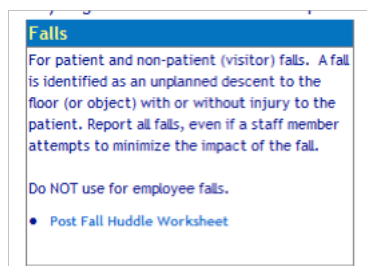 Falls
For patient and non-patient (visitor) falls. A fall
is identified as an unplanned descent to the
floor (or object) with or without injury to the
patient. Report all falls, even if a staff member
attempts to minimize the impact of the fall.
Do NOT use for employee falls.
• Post Fall Huddle Worksheet